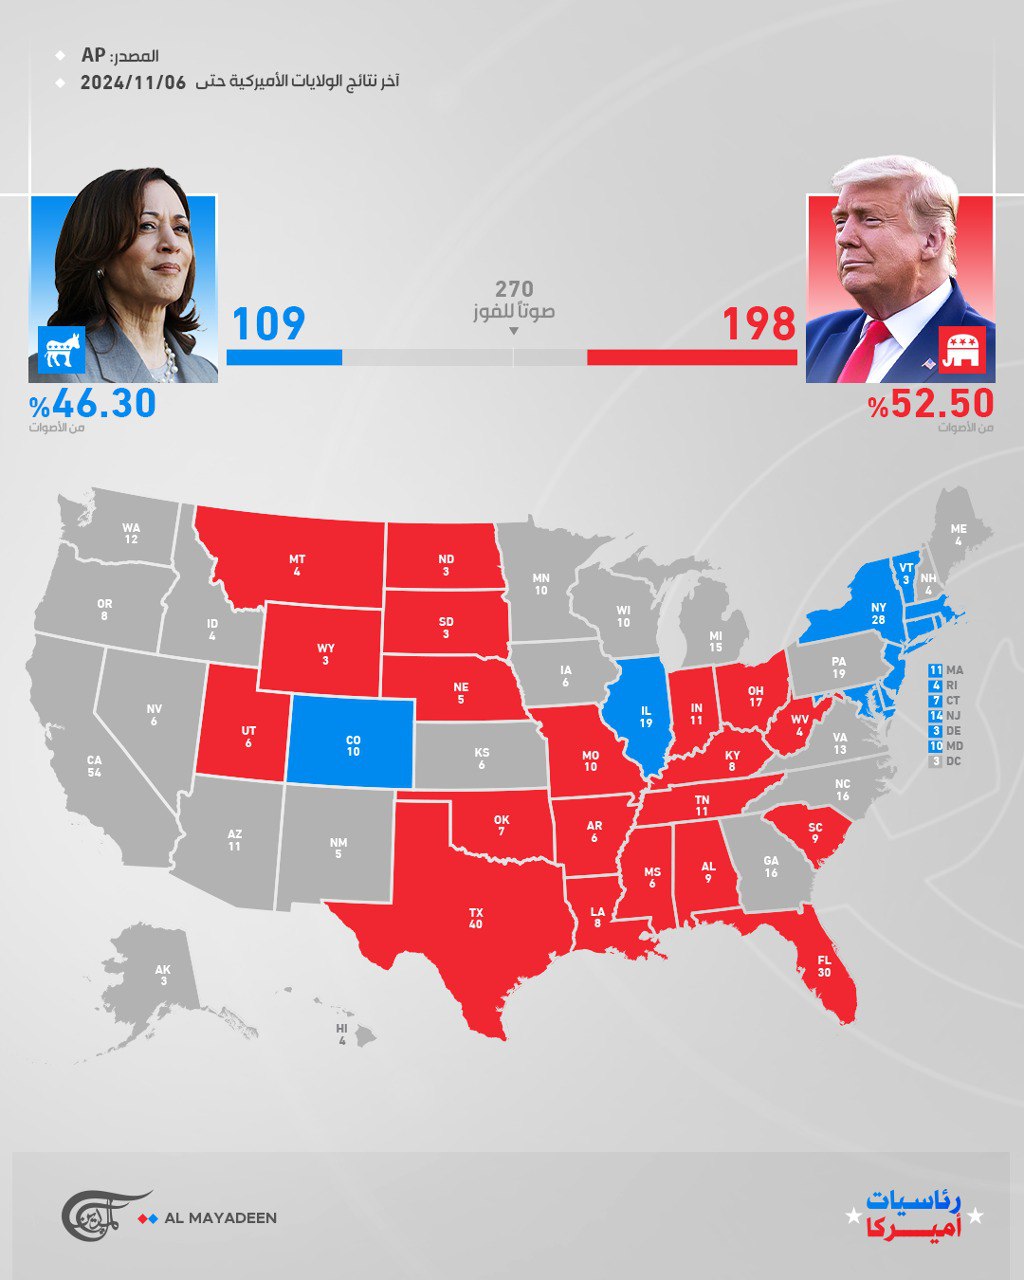 المصدر: AP
آخر نتائج الولايات الأميركية حتى 2024/11/06
270
صوتاً للفوز
109
198
%46.30
من الأصوات
%52.50
من الأصوات
WA
12
OR
8
CA
54
NV
6
ID
4
MT
4
WY
3
UT
6
CO
10
AZ
11
NM
5
ND
3
SD
3
NE
5
KS
6
OK
7
TX
40
MN
10
IA
6
MO
10
AR
6
LA
8
WI
10
IL
19
MI
15
IN
11
OH
17
KY
8
TN
11
MS
6
AL
9
GA
16
FL
30
SC
9
NC
16
VA
13
WV
4
PA
19
NY
28
VT
3
NH
4
ME
4
11 MA
4 RI
7 CT
14 NJ
3 DE
10 MD
3 DC
AK
3
HI
4
الميادين
AL MAYADEEN
رئاسيات
أميركا